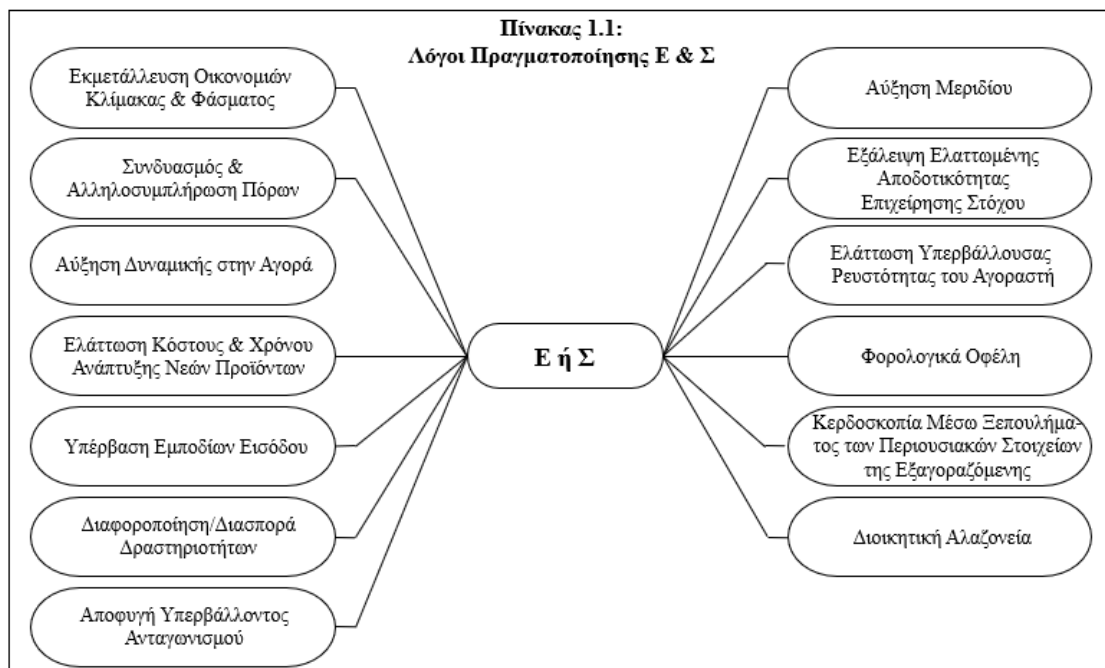 Πίνακας 1.1:
Λόγοι Πραγματοποίησης Ε & Σ
Εκμετάλλευση Οικονομιών
Κλίμακας & Φάσματος
Συνδυασμός &
Αλληλοσυμπλήρωση Πόρων
Αύξηση Δυναμικής στην Αγορά
Ελάττωση Κόστους & Χρόνου
Ανάπτυξης Νεών Προϊόντων
Υπέρβαση Εμποδίων Εισόδου
Διαφοροποίηση/Διασπορά
Δραστηριοτήτων
Αποφυγή Υπερβάλλοντος
Ανταγωνισμού
Ε ή Σ
Αύξηση Μεριδίου
Εξάλειψη Ελαττωμένης
Αποδοτικότητας
Επιχείρησης Στόχου
Ελάττωση Υπερβάλλουσας
Ρευστότητας του Αγοραστή
Φορολογικά Οφέλη
Κερδοσκοπία Μέσω Ξεπουλήμα-
τος των Περιουσιακών Στοιχείων
της Εξαγοραζόμενης
Διοικητική Αλαζονεία